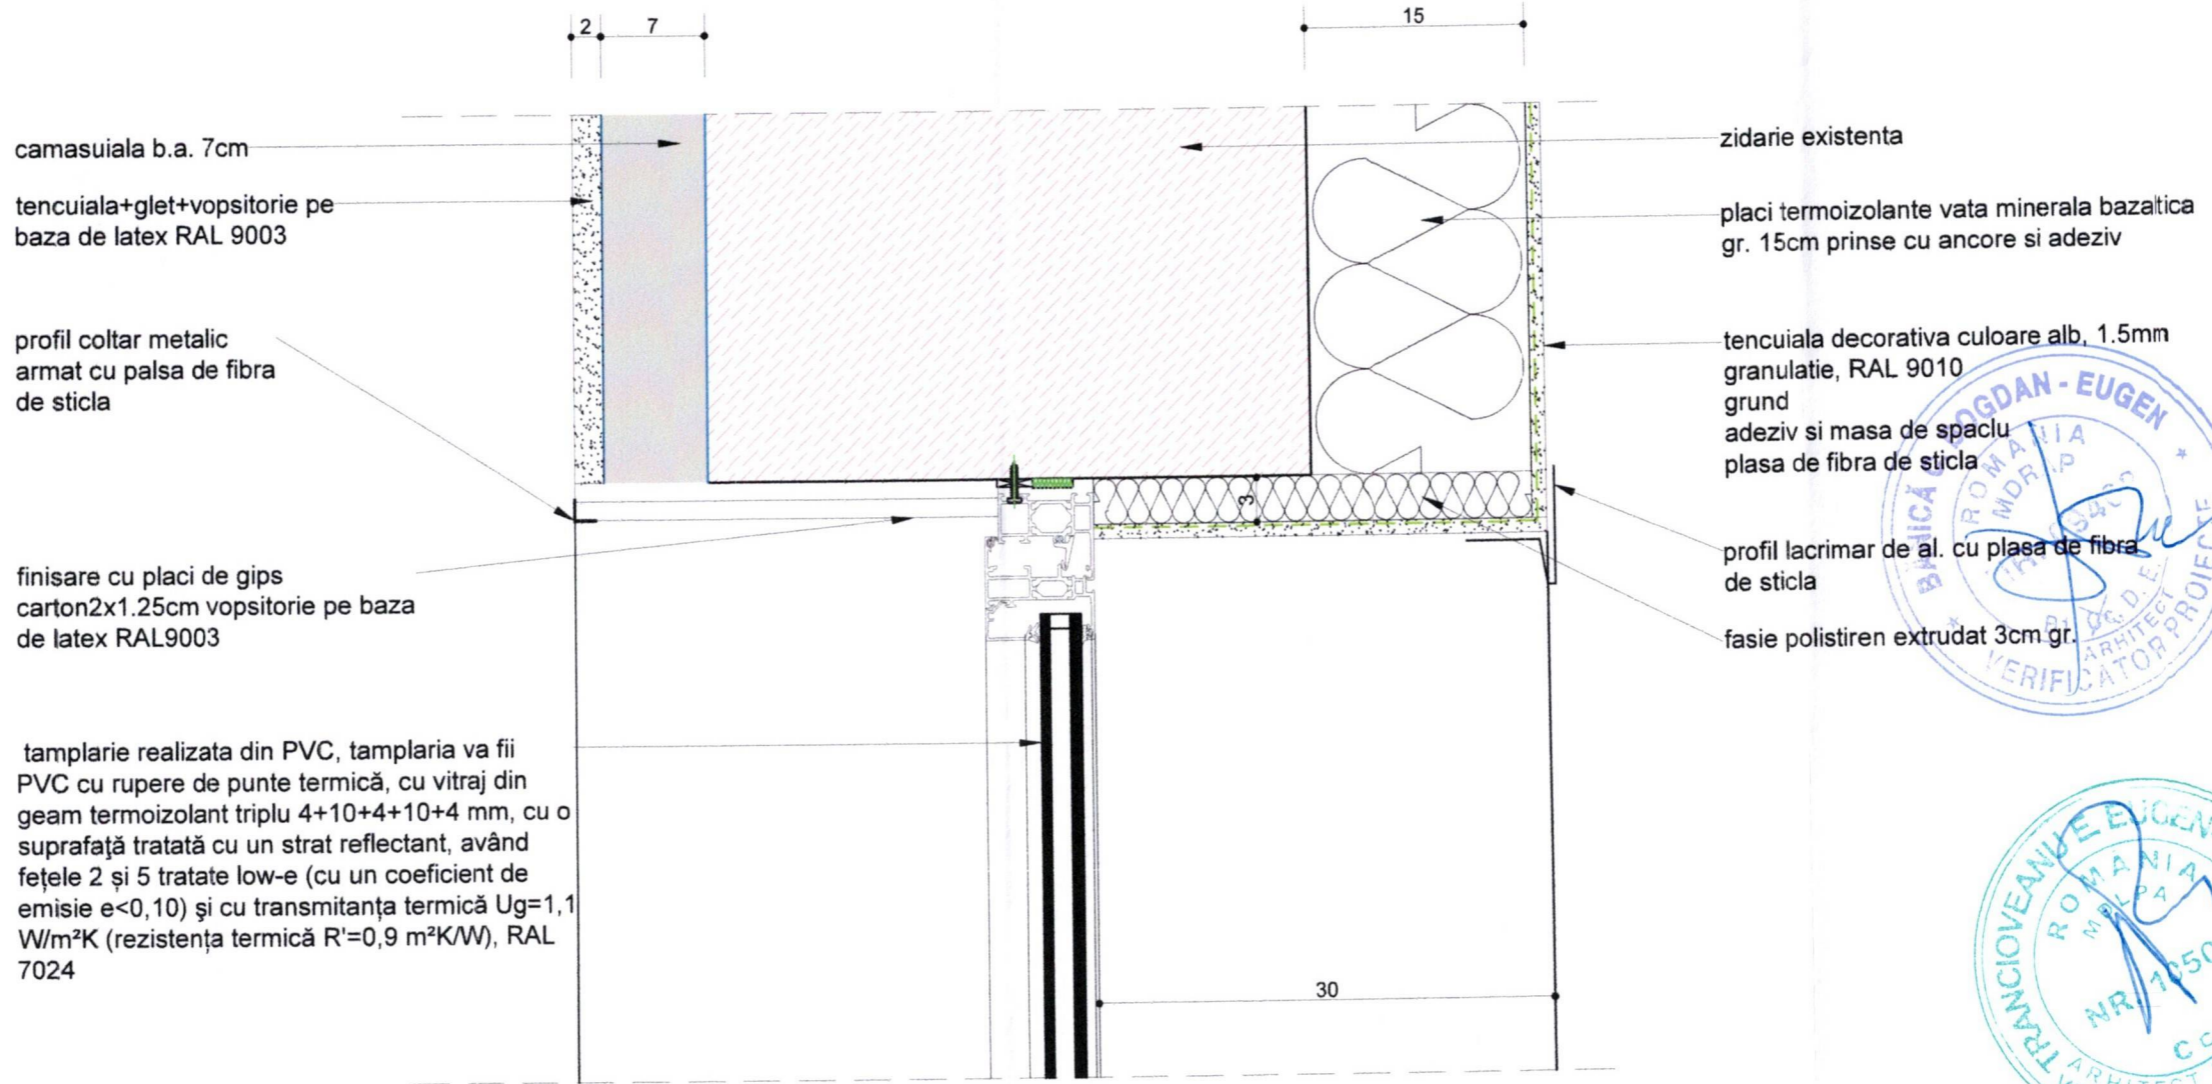 2
7
15
camasuiala b.a. 7cm
tencuiala+glet+vopsitorie pe
baza de latex RAL 9003
profil coltar metalic
armat cu palsa de fibra
de sticla
finisare cu placi de gips
carton2x1.25cm vopsitorie pe baza
de latex RAL9003
tamplarie realizata din PVC, tamplaria va fii
PVC cu rupere de punte termică, cu vitraj din
geam termoizolant triplu 4+10+4+10+4 mm, cu o
suprafaţă tratată cu un strat reflectant, având
fețele 2 și 5 tratate low-e (cu un coeficient de
emisie e<0,10) şi cu transmitanța termică Ug=1,1
W/m²K (rezistența termică R'=0,9 m²K/W), RAL
7024
3
30
zidarie existenta
placi termoizolante vata minerala bazaltica
gr. 15cm prinse cu ancore si adeziv
tencuiala decorativa culoare alb, 1.5mm
granulatie, RAL 9010
grund
adeziv si masa de spaclu
plasa de fibra de sticla
profil lacrimar de al. cu plasa de fibra
de sticla
fasie polistiren extrudat 3cm gr.
BOGDAN - EUGEN
ROMANIA
MDRAP
ARHITECT
VERIFICATOR PROIECTE
TRANCIOVEANU E EUGEN
ROMANIA
MDLPA
NR.
ARHITECT